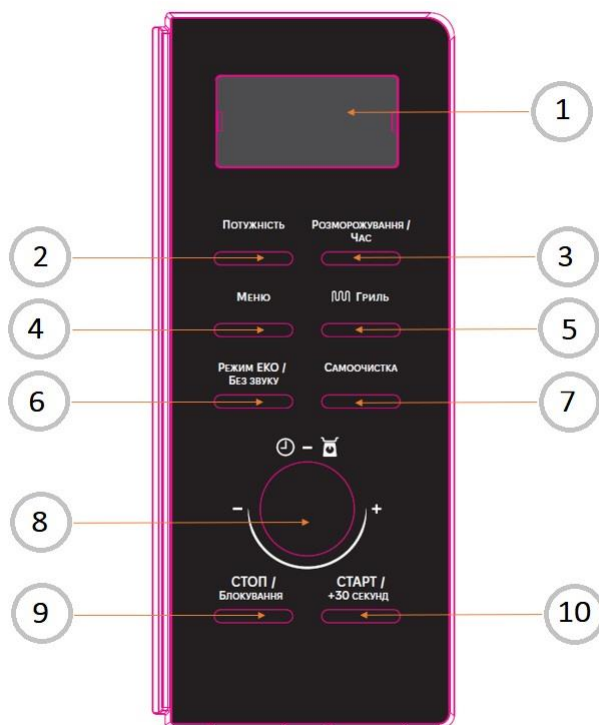 1
Потужність
Розморожування /
Час
2
3
Меню
Гриль
4
5
Режим ЕКО /
Без звуку
Самоочистка
6
7
–
8
–
+
СТОП /
Блокування
СТАРТ /
+30 секунд
9
10